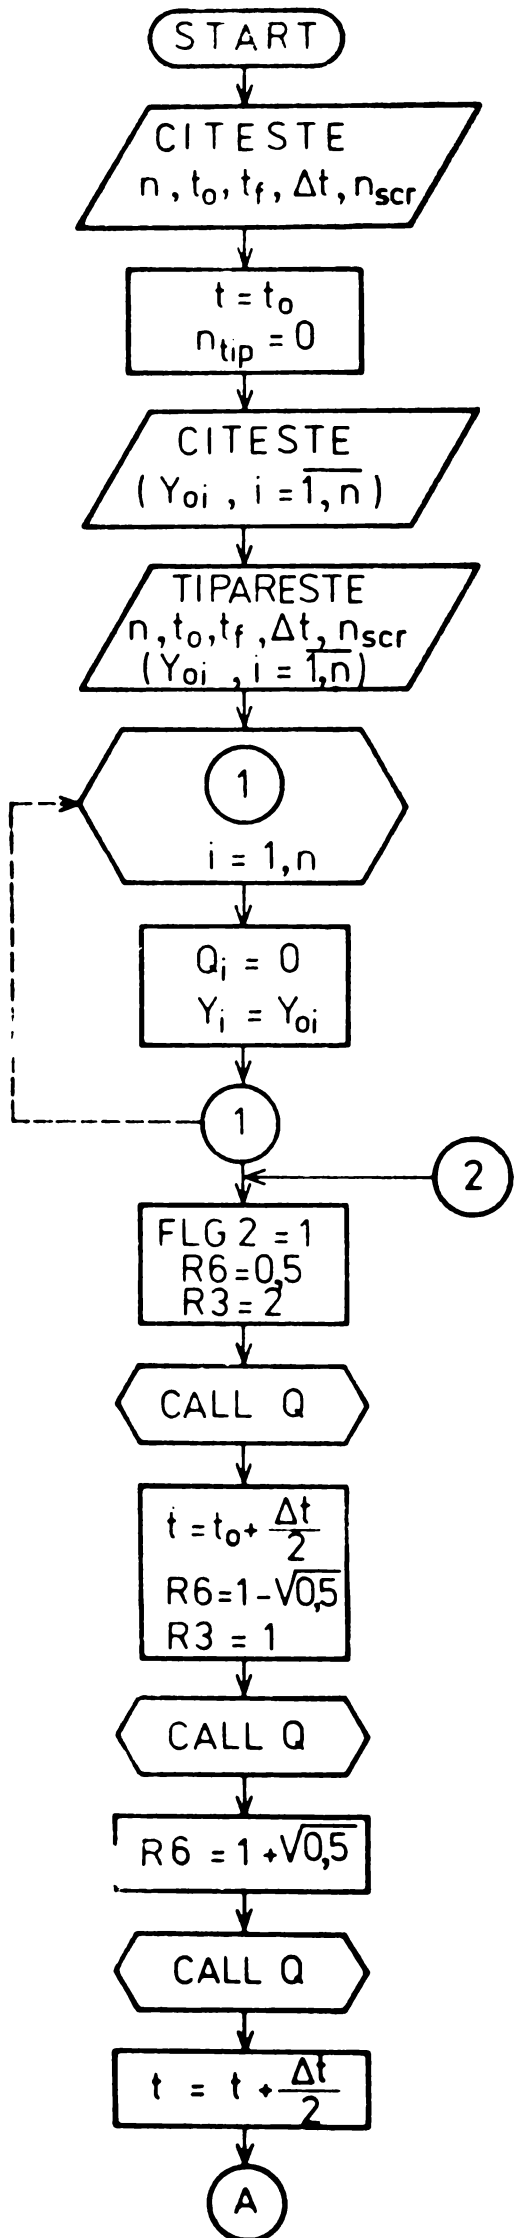 START
CITESTE
n, t₀, t_f, Δt, n_scr
t = t₀
n_tip = 0
CITESTE
( Y₀ᵢ , i = 1,n )
TIPARESTE
n, t₀, t_f, Δt, n_scr
(Y₀ᵢ , i = 1,n)
1
i = 1,n
Qᵢ = 0
Yᵢ = Y₀ᵢ
1
2
FLG 2 = 1
R6=0,5
R3=2
CALL Q
t = t₀ + Δt/2
R6=1-√0,5
R3 = 1
CALL Q
R6 = 1+√0,5
CALL Q
t = t + Δt/2
A